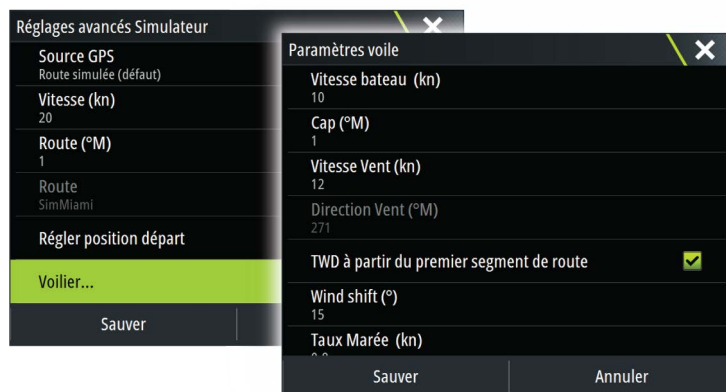 Réglages avancés Simulateur
Source GPS
Route simulée (défaut)
Vitesse (kn)
20
Route (°M)
1
Route
SimMiami
Régler position départ
Voilier...
Sauver
Paramètres voile
Vitesse bateau (kn)
10
Cap (°M)
1
Vitesse Vent (kn)
12
Direction Vent (°M)
271
TWD à partir du premier segment de route
Wind shift (°)
15
Taux Marée (kn)
Sauver
Annuler